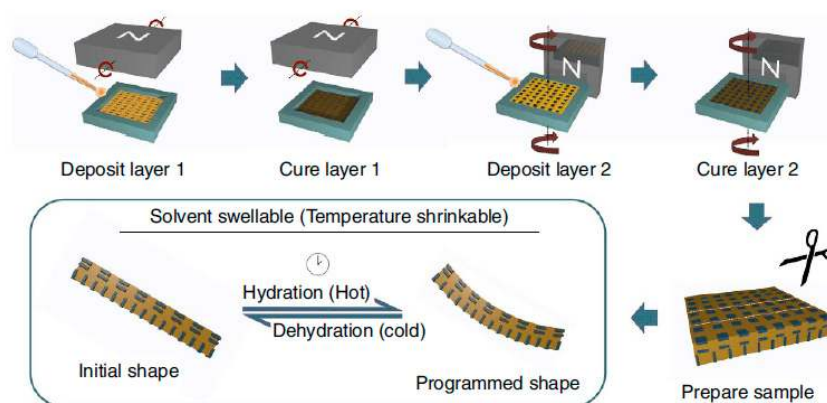 N
N
N
N
Deposit layer 1
Cure layer 1
Deposit layer 2
Cure layer 2
Solvent swellable (Temperature shrinkable)
Hydration (Hot)
Dehydration (cold)
Initial shape
Programmed shape
Prepare sample